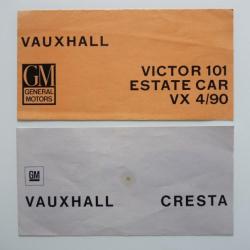 VAUXHALL
GM
GENERAL
MOTORS
VICTOR 101
ESTATE CAR
VX 4/90
GM
VAUXHALL CRESTA